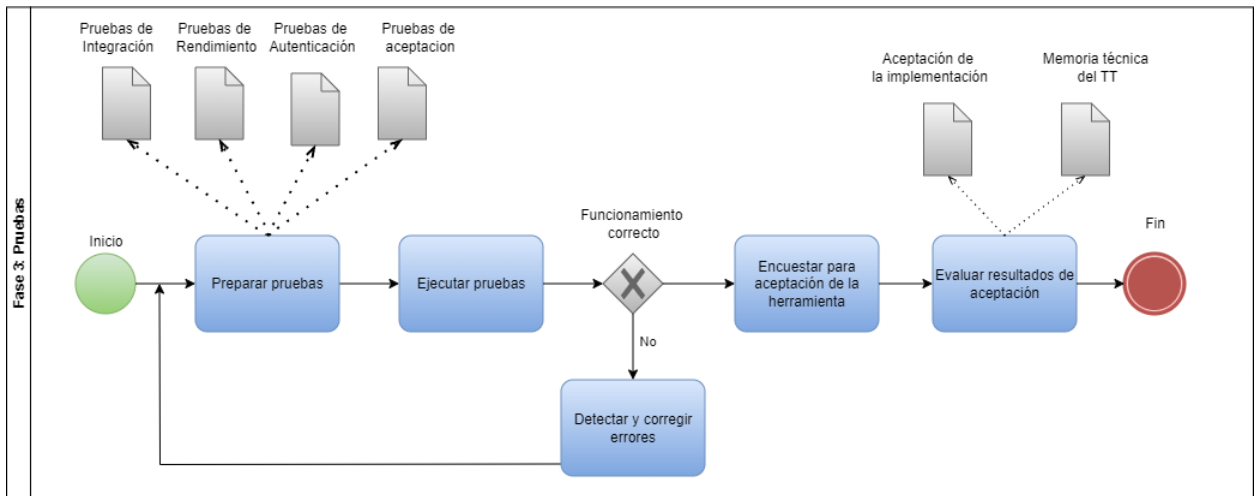 Fase 3: Pruebas
Pruebas de
Integración
Pruebas de
Rendimiento
Pruebas de
Autenticación
Pruebas de
aceptacion
Aceptación de
la implementación
Memoria técnica
del TT
Inicio
Preparar pruebas
Ejecutar pruebas
Funcionamiento
correcto
No
Detectar y corregir
errores
Encuestar para
aceptación de la
herramienta
Evaluar resultados de
aceptación
Fin